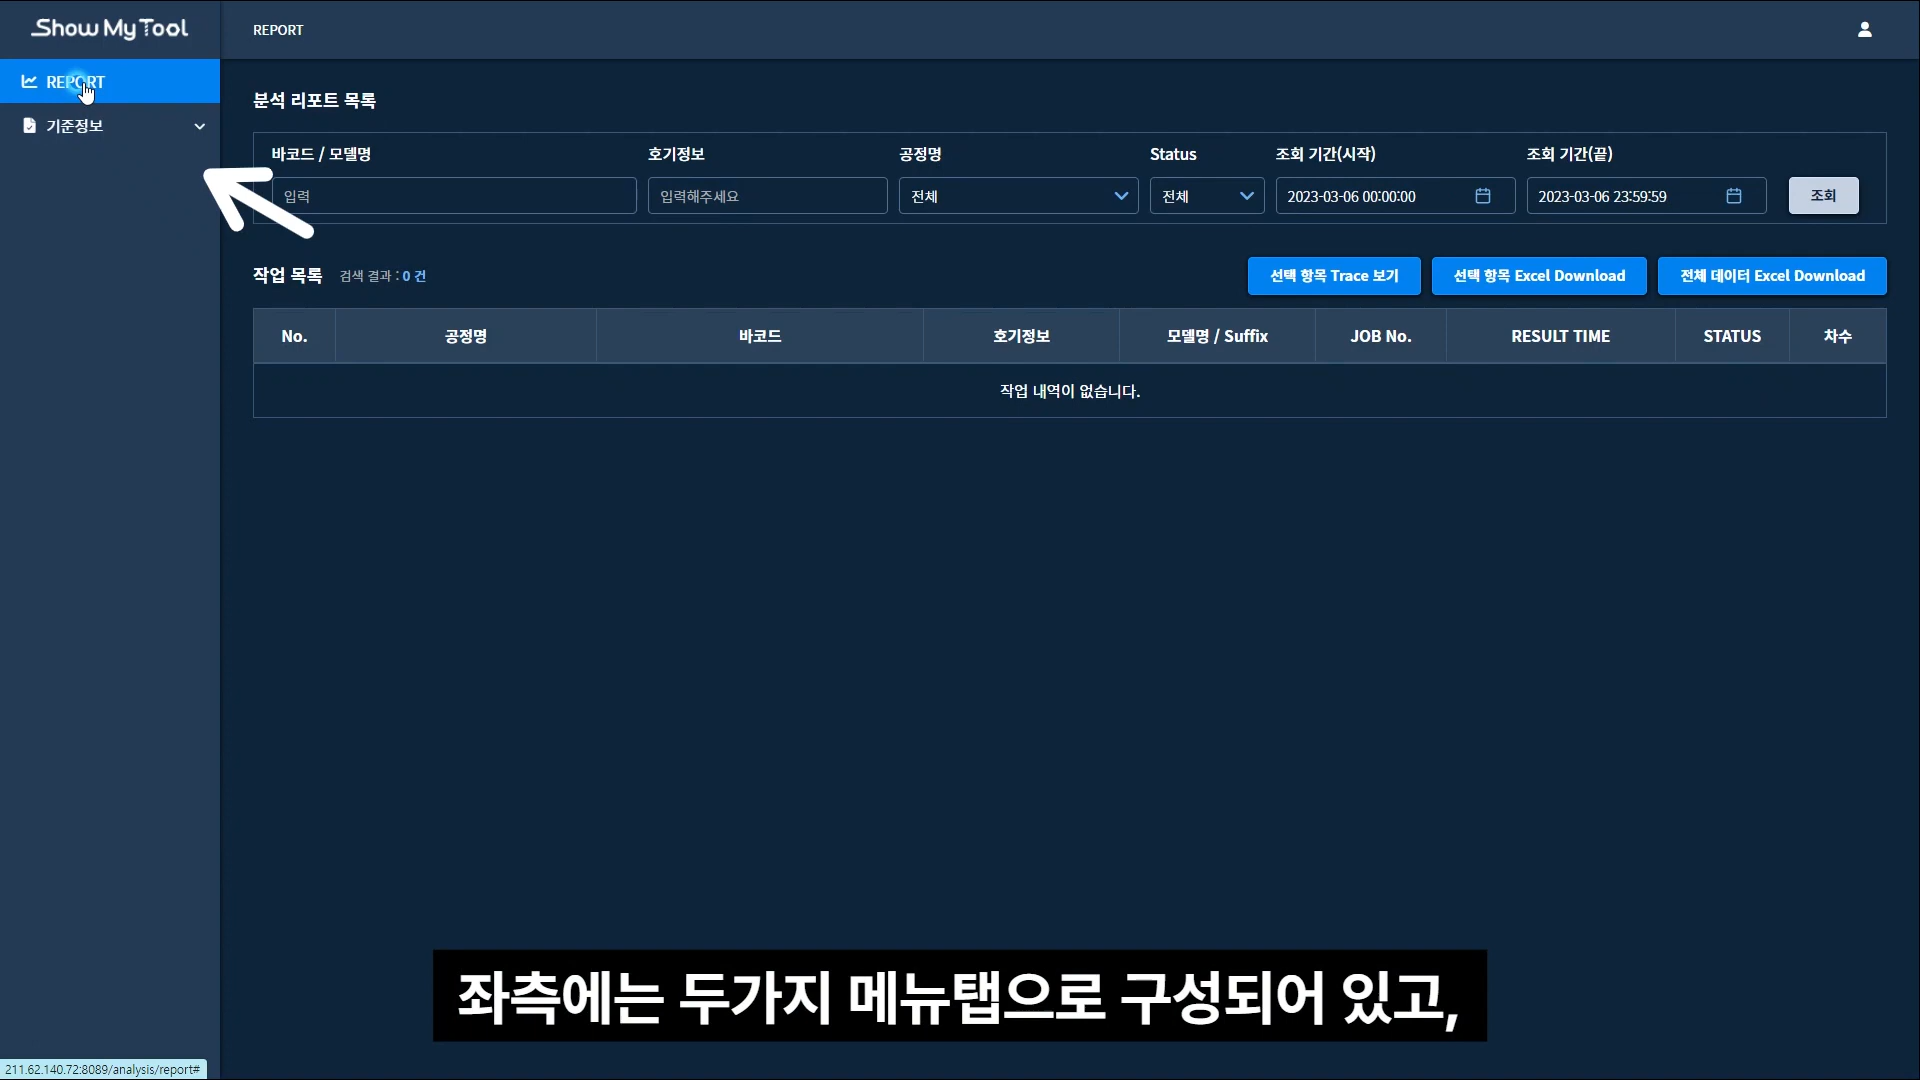 Show My Tool
REPORT
REPORT
기준정보
분석 리포트 목록
바코드 / 모델명 호기정보 공정명 Status 조회 기간(시작) 조회 기간(끝)
입력 입력해주세요 전체 전체 2023-03-06 00:00:00 2023-03-06 23:59:59 조회
작업 목록 검색 결과 : 0 건 선택 항목 Trace 보기 선택 항목 Excel Download 전체 데이터 Excel Download
No. 공정명 바코드 호기정보 모델명 / Suffix JOB No. RESULT TIME STATUS 차수
작업 내역이 없습니다.
좌측에는 두가지 메뉴탭으로 구성되어 있고,
211.62.140.72:8089/analysis/report#